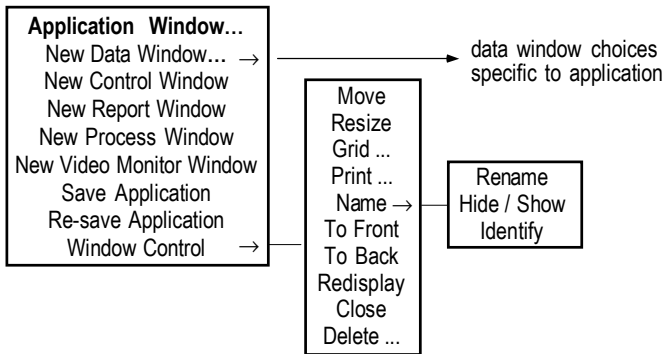 Application Window...
New Data Window... →
New Control Window
New Report Window
New Process Window
New Video Monitor Window
Save Application
Re-save Application
Window Control →
data window choices
specific to application
Move
Resize
Grid ...
Print ...
Name →
To Front
To Back
Redisplay
Close
Delete ...
Rename
Hide / Show
Identify